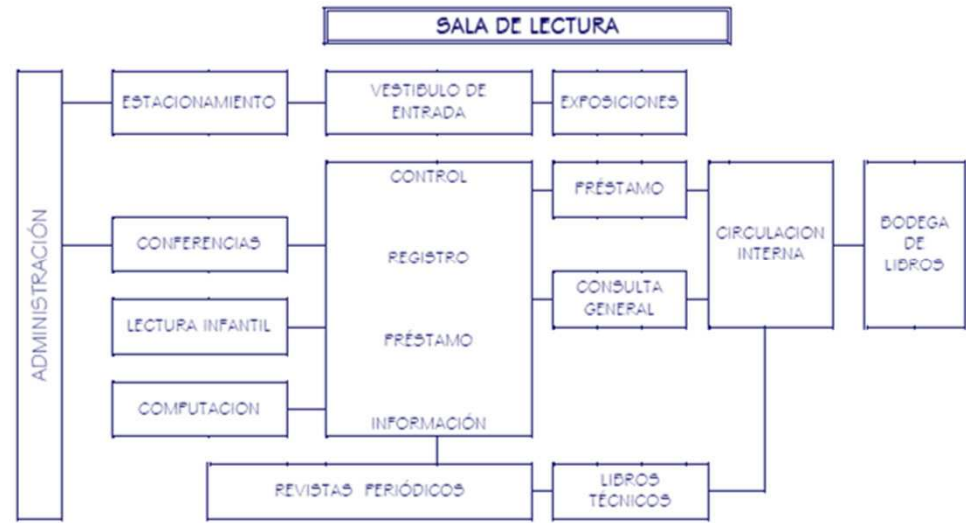 SALA DE LECTURA
ADMINISTRACIÓN
ESTACIONAMIENTO
VESTIBULO DE
ENTRADA
EXPOSICIONES
CONTROL
REGISTRO
PRÉSTAMO
INFORMACIÓN
PRÉSTAMO
CONSULTA
GENERAL
CIRCULACION
INTERNA
BODEGA
DE
LIBROS
CONFERENCIAS
LECTURA INFANTIL
COMPUTACION
REVISTAS PERIÓDICOS
LIBROS
TÉCNICOS